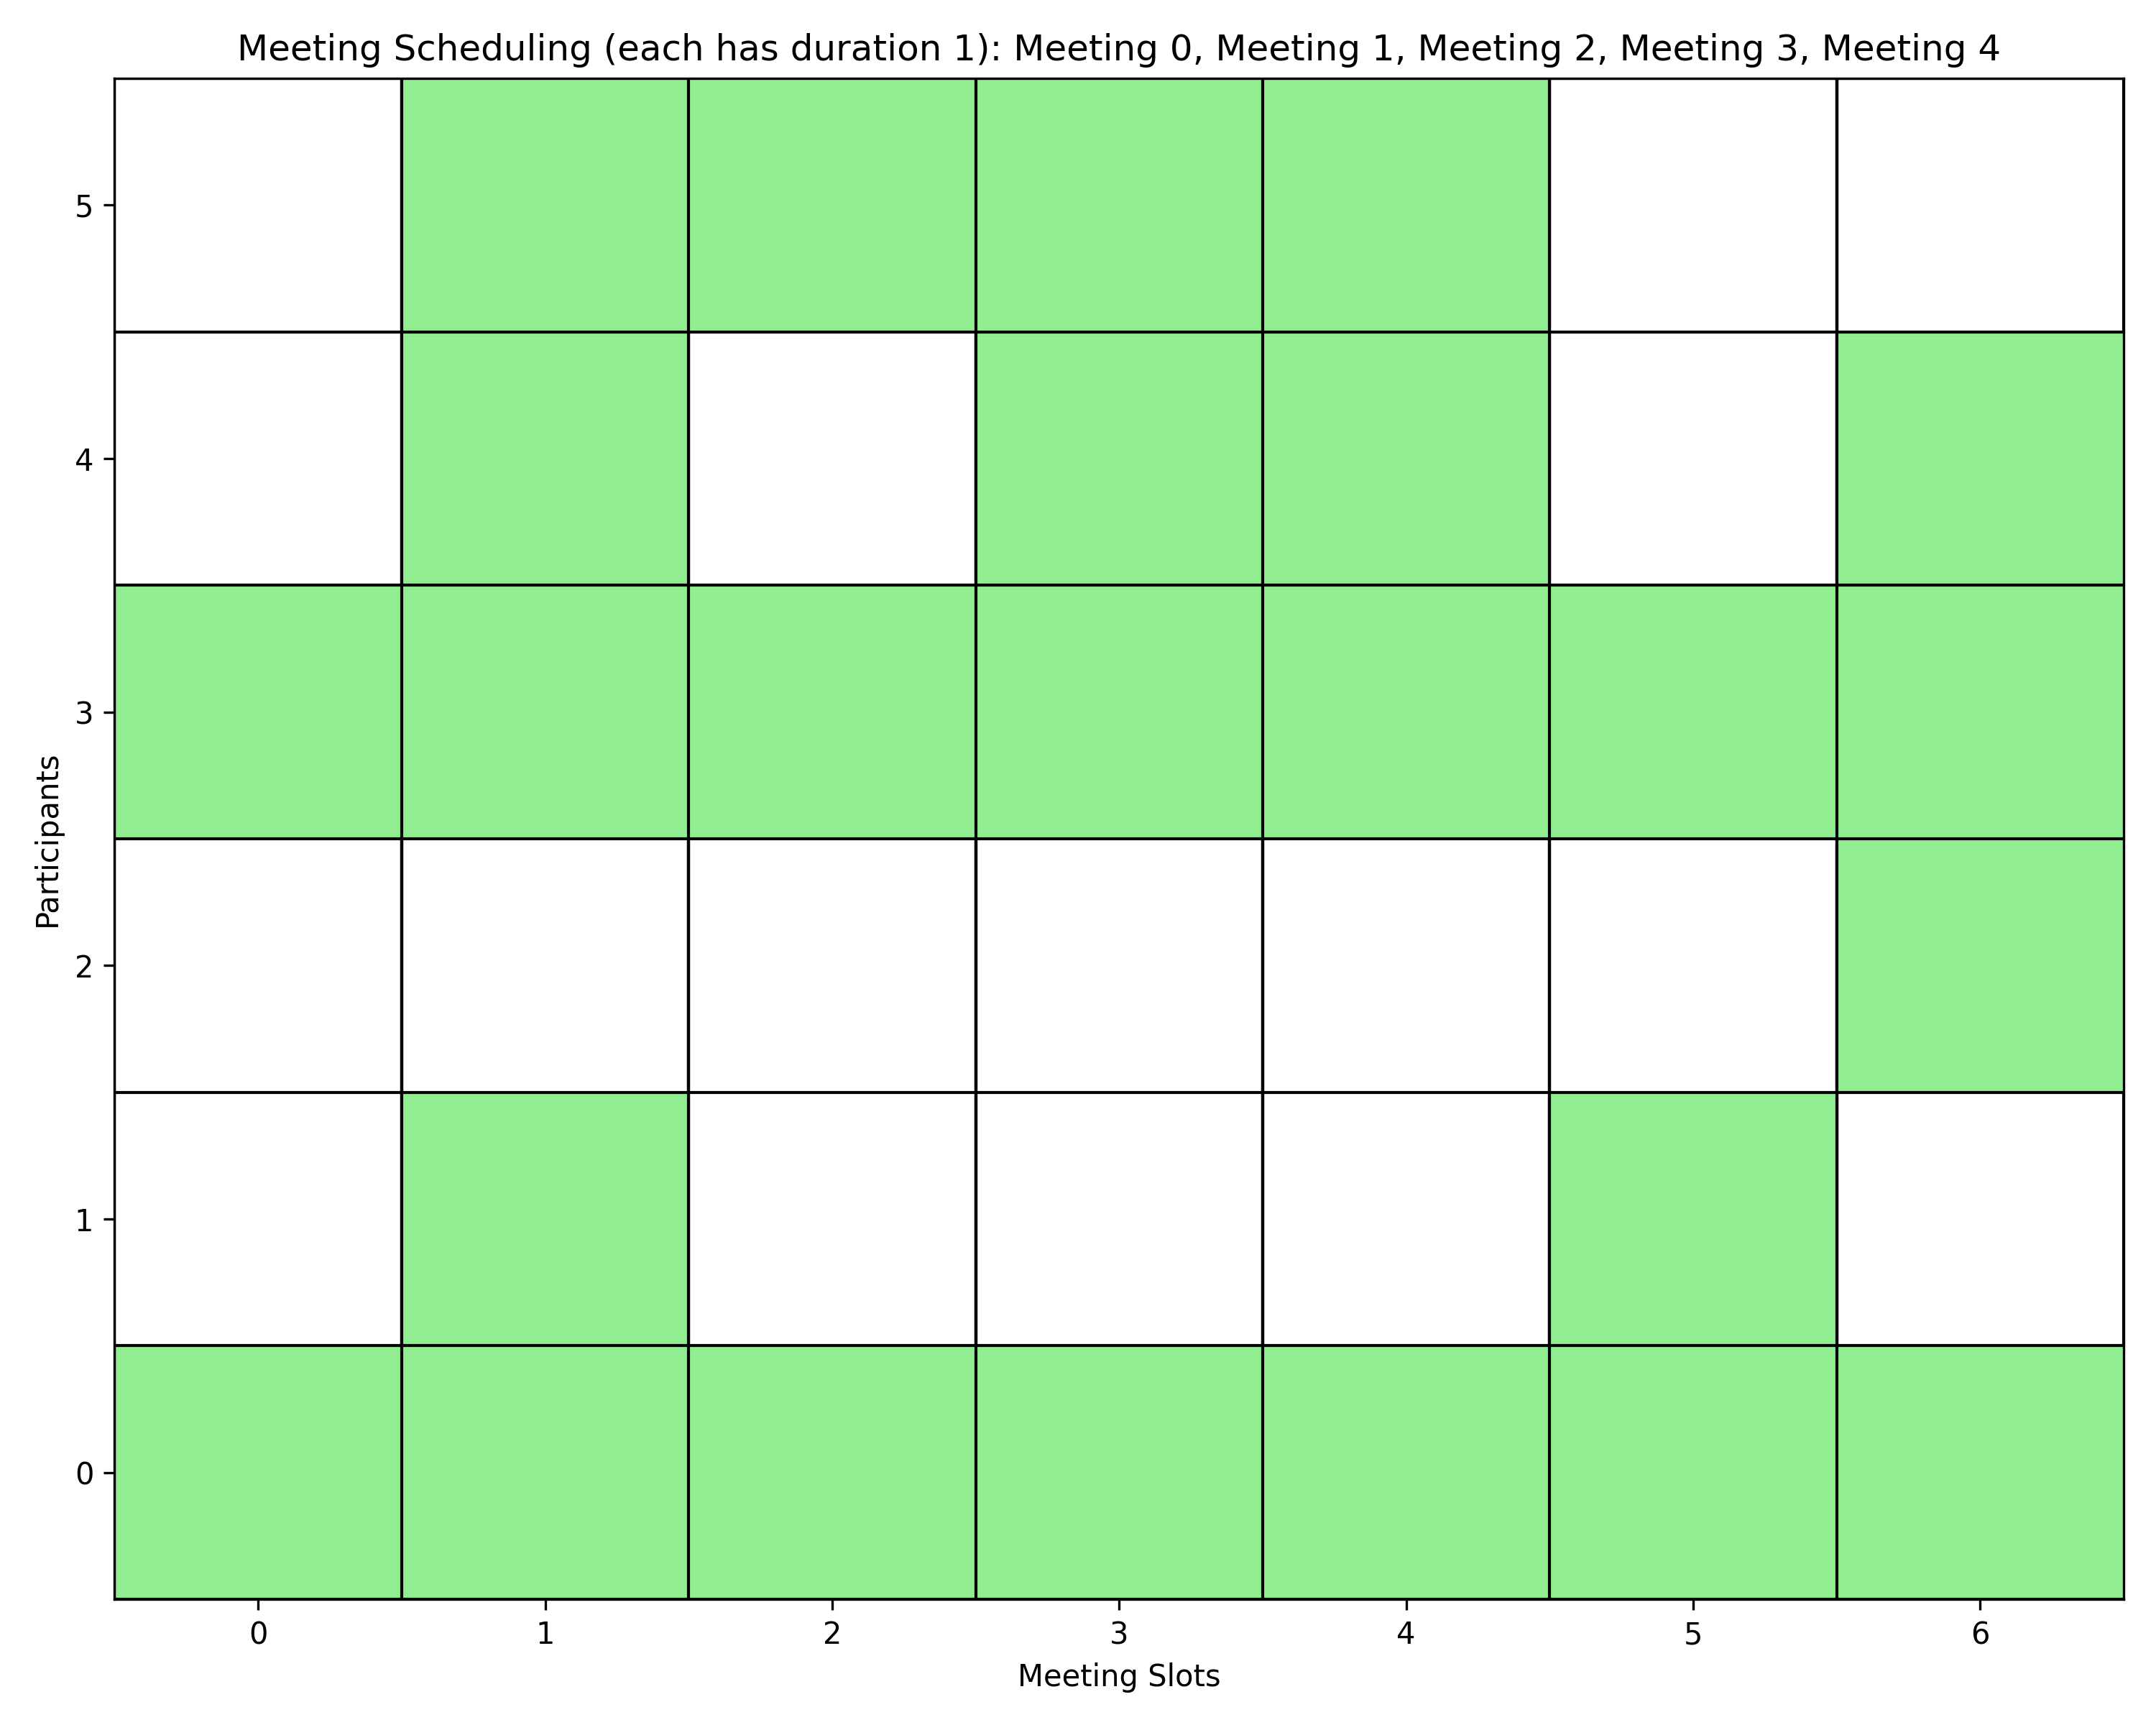 Meeting Scheduling (each has duration 1): Meeting 0, Meeting 1, Meeting 2, Meeting 3, Meeting 4
5
4
3
2
1
0
Participants
0 1 2 3 4 5 6
Meeting Slots